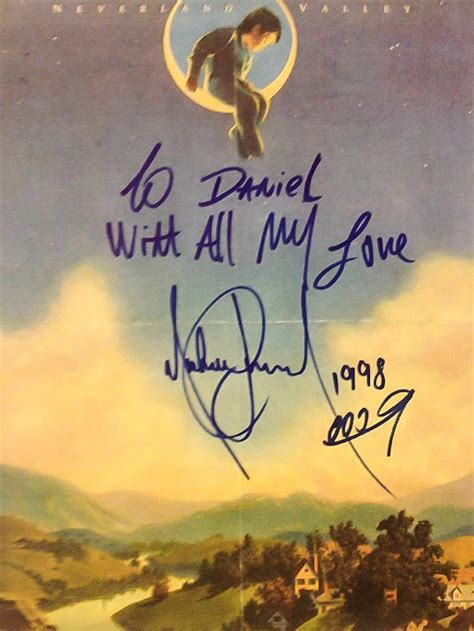 NEVERLAND VALLEY
to DANIEL
With All My Love
1998